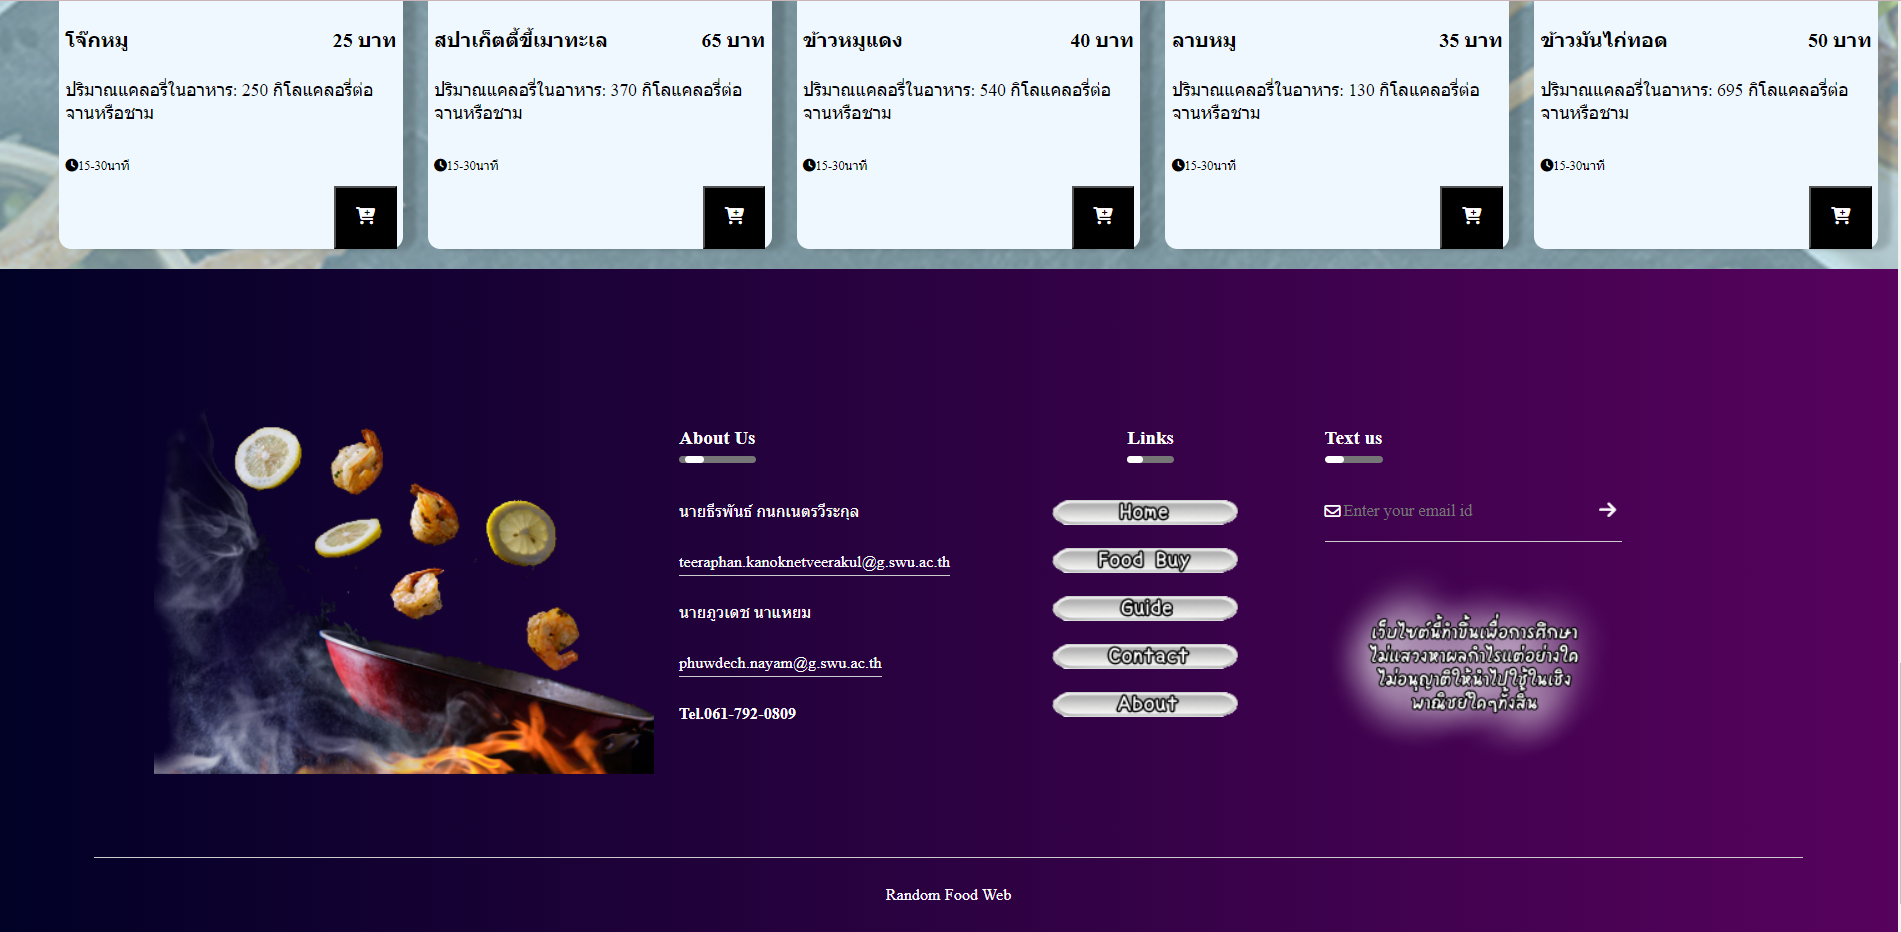 โจ๊กหมู 25 บาท
ปริมาณแคลอรี่ในอาหาร: 250 กิโลแคลอรี่ต่อ
จานหรือชาม
15-30นาที
สปาเก็ตตี้ขี้เมาทะเล 65 บาท
ปริมาณแคลอรี่ในอาหาร: 370 กิโลแคลอรี่ต่อ
จานหรือชาม
15-30นาที
ข้าวหมูแดง 40 บาท
ปริมาณแคลอรี่ในอาหาร: 540 กิโลแคลอรี่ต่อ
จานหรือชาม
15-30นาที
ลาบหมู 35 บาท
ปริมาณแคลอรี่ในอาหาร: 130 กิโลแคลอรี่ต่อ
จานหรือชาม
15-30นาที
ข้าวมันไก่ทอด 50 บาท
ปริมาณแคลอรี่ในอาหาร: 695 กิโลแคลอรี่ต่อ
จานหรือชาม
15-30นาที
About Us
นายธีรพันธ์ กนกเนตรวีระกุล
teeraphan.kanoknetveerakul@g.swu.ac.th
นายภูวเดช นาแหยม
phuwdech.nayam@g.swu.ac.th
Tel.061-792-0809
Links
Home
Food Buy
Guide
Contact
About
Text us
Enter your email id
เว็บไซต์นี้ทำขึ้นเพื่อการศึกษา
ไม่แสวงหาผลกำไรแต่อย่างใด
ไม่อนุญาติให้นำไปใช้ในเชิง
พาณิชย์ใดๆทั้งสิ้น
Random Food Web